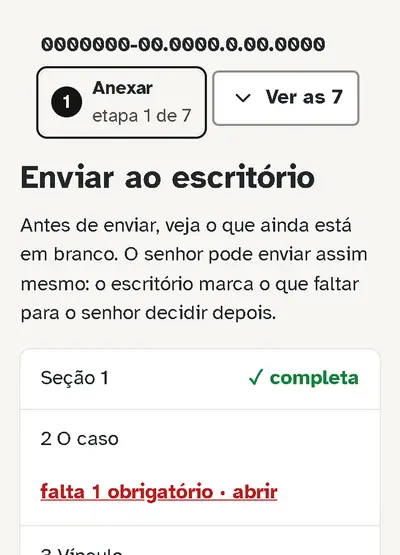 0000000-00.0000.0.00.0000
1
Anexar
etapa 1 de 7
Ver as 7
Enviar ao escritório
Antes de enviar, veja o que ainda está
em branco. O senhor pode enviar assim
mesmo: o escritório marca o que faltar
para o senhor decidir depois.
Seção 1 ✓ completa
2 O caso
falta 1 obrigatório · abrir
3 Vínculo